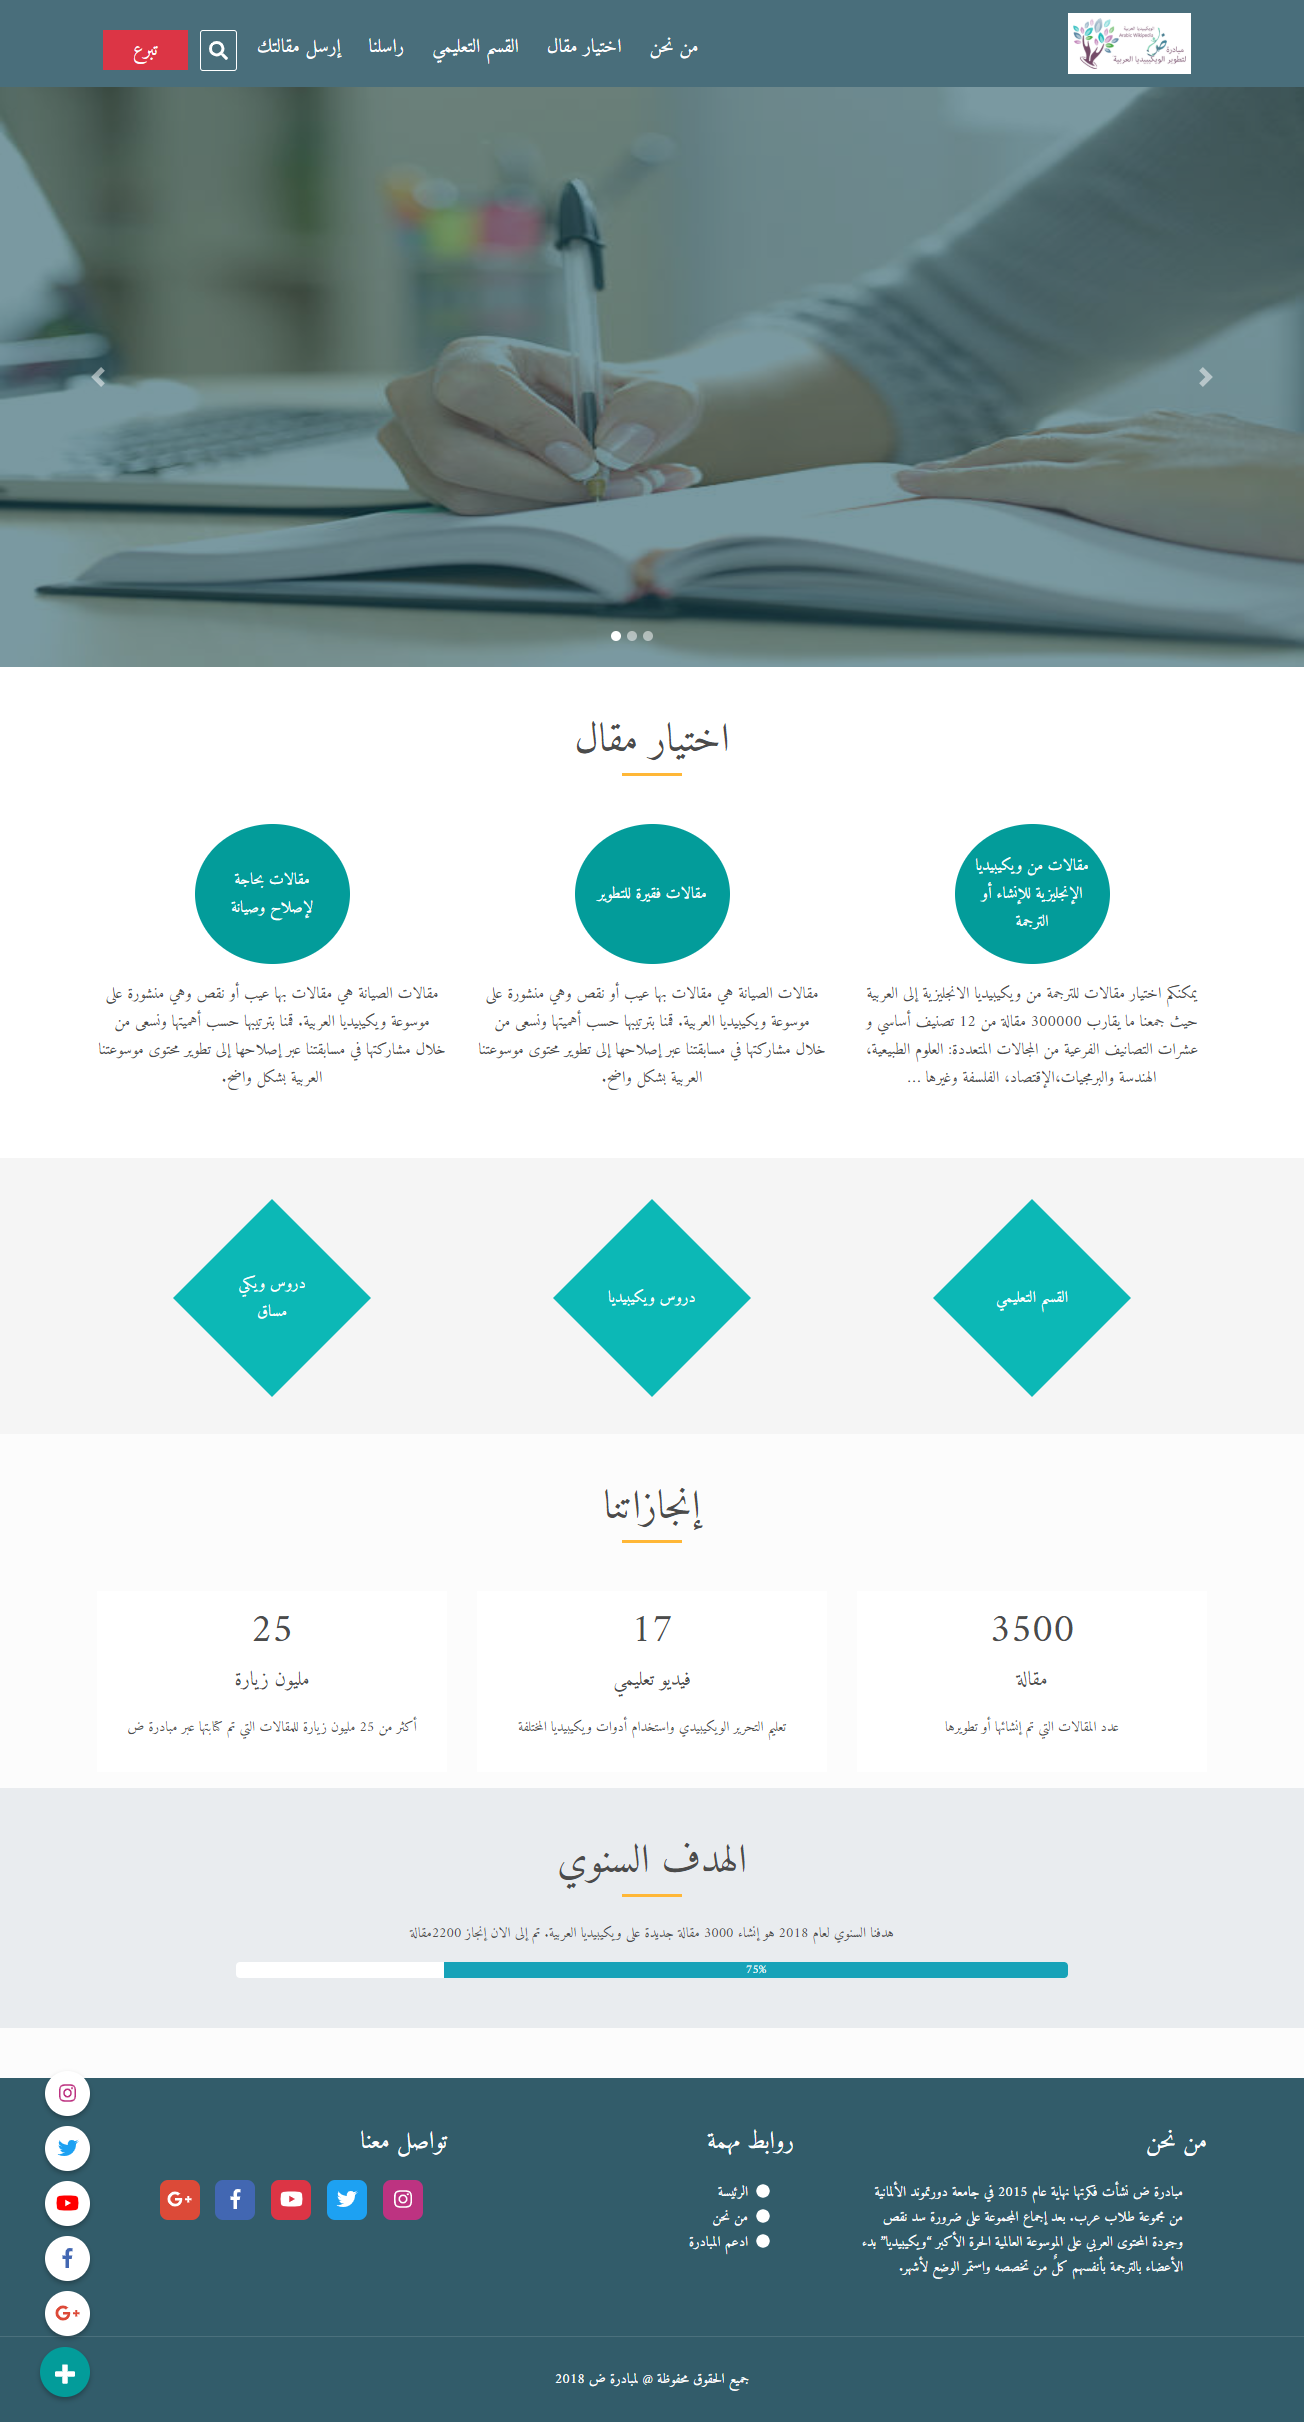 مبادرة ض
لتطوير الويكيبيديا العربية
Arabic Wikipedia
من نحن
اختيار مقال
القسم التعليمي
راسلنا
إرسل مقالتك
تبرع
اختيار مقال
مقالات من ويكيبيديا
الإنجليزية للإنشاء أو
الترجمة
يمكنكم اختيار مقالات للترجمة من ويكيبيديا الانجليزية إلى العربية
حيث جمعنا ما يقارب 300000 مقالة من 12 تصنيف أساسي و
عشرات التصانيف الفرعية من المجالات المتعددة: العلوم الطبيعية،
الهندسة والبرمجيات،الإقتصاد، الفلسفة وغيرها ...
مقالات فقيرة للتطوير
مقالات الصيانة هي مقالات بها عيب أو نقص وهي منشورة على
موسوعة ويكيبيديا العربية. قمنا بترتيبها حسب أهميتها ونسعى من
خلال مشاركتها في مسابقتنا عبر إصلاحها إلى تطوير محتوى موسوعتنا
العربية بشكل واضح.
مقالات بحاجة
لإصلاح وصيانة
مقالات الصيانة هي مقالات بها عيب أو نقص وهي منشورة على
موسوعة ويكيبيديا العربية. قمنا بترتيبها حسب أهميتها ونسعى من
خلال مشاركتها في مسابقتنا عبر إصلاحها إلى تطوير محتوى موسوعتنا
العربية بشكل واضح.
القسم التعليمي
دروس ويكيبيديا
دروس ويكي
مساق
إنجازاتنا
3500
مقالة
عدد المقالات التي تم إنشائها أو تطويرها
17
فيديو تعليمي
تعليم التحرير الويكيبيدي واستخدام أدوات ويكيبيديا المختلفة
25
مليون زيارة
أكثر من 25 مليون زيارة للمقالات التي تم كتابتها عبر مبادرة ض
الهدف السنوي
هدفنا السنوي لعام 2018 هو إنشاء 3000 مقالة جديدة على ويكيبيديا العربية. تم إلى الان إنجاز 2200مقالة
75%
من نحن
مبادرة ض نشأت فكرتها نهاية عام 2015 في جامعة دورتموند الألمانية
من مجموعة طلاب عرب. بعد إجماع المجموعة على ضرورة سد نقص
وجودة المحتوى العربي على الموسوعة العالمية الحرة الأكبر “ويكيبيديا” بدء
الأعضاء بالترجمة بأنفسهم كلٌ من تخصصه واستمر الوضع لأشهر.
روابط مهمة
الرئيسة
من نحن
ادعم المبادرة
تواصل معنا
جميع الحقوق محفوظة @ لمبادرة ض 2018